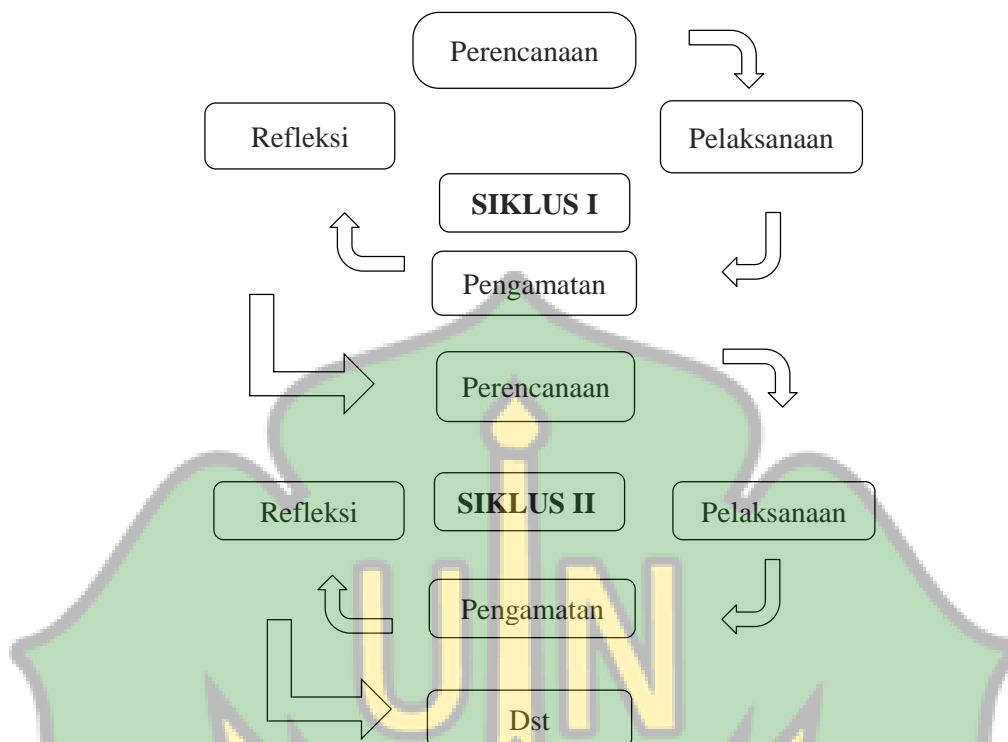 Perencanaan
Refleksi
Pelaksanaan
SIKLUS I
Pengamatan
Perencanaan
Refleksi
SIKLUS II
Pelaksanaan
Pengamatan
UIN
Dst